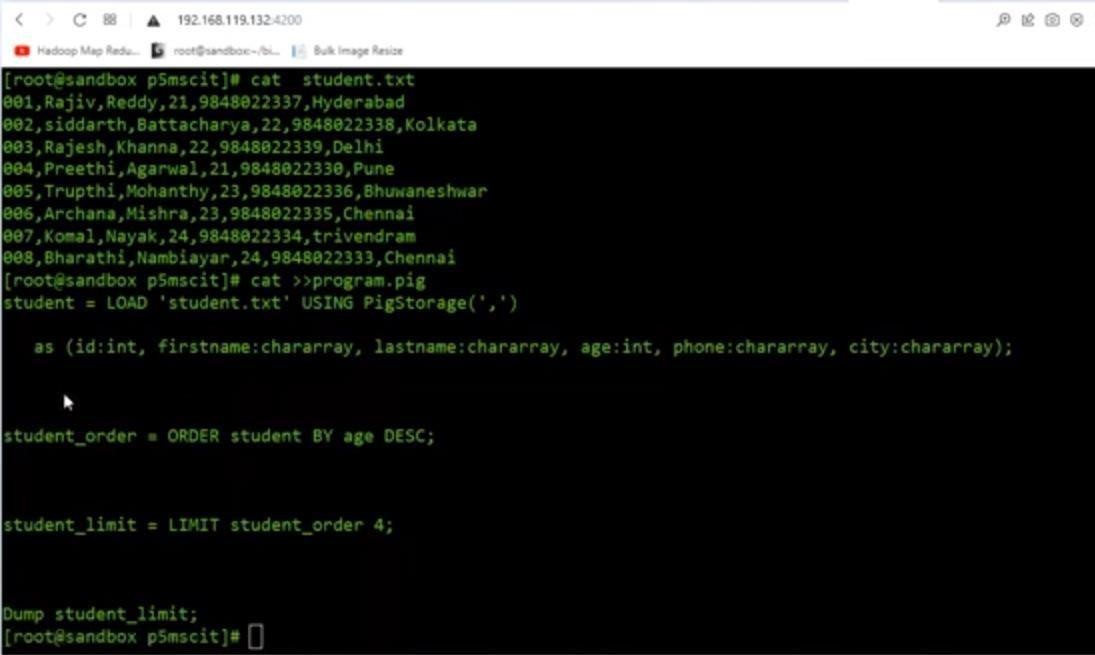 192.168.119.132:4200
Hadoop Map Redu... root@sandbox:~/bi... Bulk Image Resize
[root@sandbox p5mscit]# cat  student.txt
001,Rajiv,Reddy,21,9848022337,Hyderabad
002,siddarth,Battacharya,22,9848022338,Kolkata
003,Rajesh,Khanna,22,9848022339,Delhi
004,Preethi,Agarwal,21,9848022330,Pune
005,Trupthi,Mohanthy,23,9848022336,Bhuwaneshwar
006,Archana,Mishra,23,9848022335,Chennai
007,Komal,Nayak,24,9848022334,trivendram
008,Bharathi,Nambiayar,24,9848022333,Chennai
[root@sandbox p5mscit]# cat >>program.pig
student = LOAD 'student.txt' USING PigStorage(',')
as (id:int, firstname:chararray, lastname:chararray, age:int, phone:chararray, city:chararray);
student_order = ORDER student BY age DESC;
student_limit = LIMIT student_order 4;
Dump student_limit;
[root@sandbox p5mscit]#